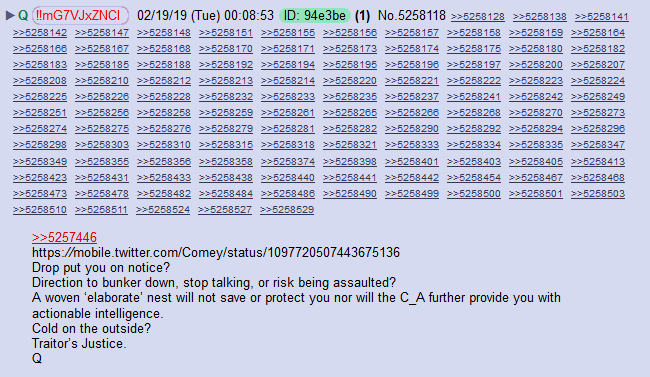 ▶ Q !!mG7VJxZNCI 02/19/19 (Tue) 00:08:53 ID: 94e3be (1) No.5258118 >>5258128 >>5258138 >>5258141
>>5258142 >>5258147 >>5258148 >>5258151 >>5258155 >>5258156 >>5258157 >>5258158 >>5258159 >>5258164
>>5258166 >>5258167 >>5258168 >>5258170 >>5258171 >>5258173 >>5258174 >>5258175 >>5258180 >>5258182
>>5258183 >>5258185 >>5258188 >>5258192 >>5258194 >>5258195 >>5258196 >>5258197 >>5258200 >>5258207
>>5258208 >>5258210 >>5258212 >>5258213 >>5258214 >>5258220 >>5258221 >>5258222 >>5258223 >>5258224
>>5258225 >>5258226 >>5258228 >>5258232 >>5258233 >>5258235 >>5258237 >>5258241 >>5258242 >>5258249
>>5258251 >>5258256 >>5258258 >>5258259 >>5258261 >>5258265 >>5258266 >>5258268 >>5258270 >>5258273
>>5258274 >>5258275 >>5258276 >>5258279 >>5258281 >>5258282 >>5258290 >>5258292 >>5258294 >>5258296
>>5258298 >>5258303 >>5258310 >>5258315 >>5258318 >>5258321 >>5258333 >>5258334 >>5258335 >>5258347
>>5258349 >>5258355 >>5258356 >>5258358 >>5258374 >>5258398 >>5258401 >>5258403 >>5258405 >>5258413
>>5258423 >>5258431 >>5258433 >>5258438 >>5258440 >>5258441 >>5258442 >>5258454 >>5258467 >>5258468
>>5258473 >>5258478 >>5258482 >>5258484 >>5258486 >>5258490 >>5258499 >>5258500 >>5258501 >>5258503
>>5258510 >>5258511 >>5258524 >>5258527 >>5258529
>>5257446
https://mobile.twitter.com/Comey/status/1097720507443675136
Drop put you on notice?
Direction to bunker down, stop talking, or risk being assaulted?
A woven ‘elaborate’ nest will not save or protect you nor will the C_A further provide you with
actionable intelligence.
Cold on the outside?
Traitor’s Justice.
Q